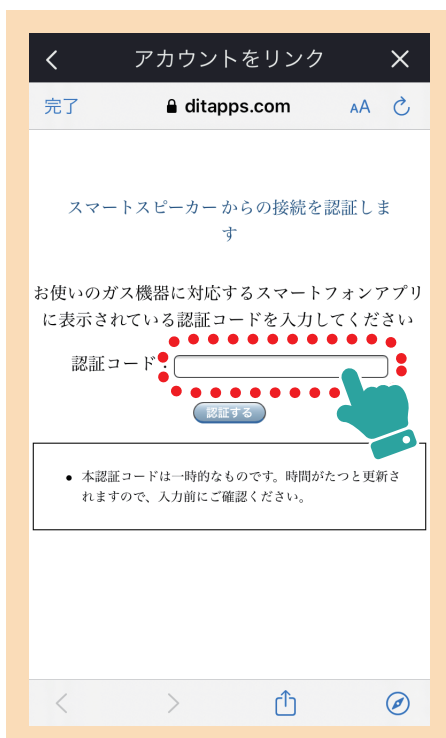 アカウントをリンク
完了 ditapps.com AA
スマートスピーカーからの接続を認証しま
す
お使いのガス機器に対応するスマートフォンアプリ
に表示されている認証コードを入力してください
認証コード:
認証する
• 本認証コードは一時的なものです。時間がたつと更新さ
れますので、入力前にご確認ください。